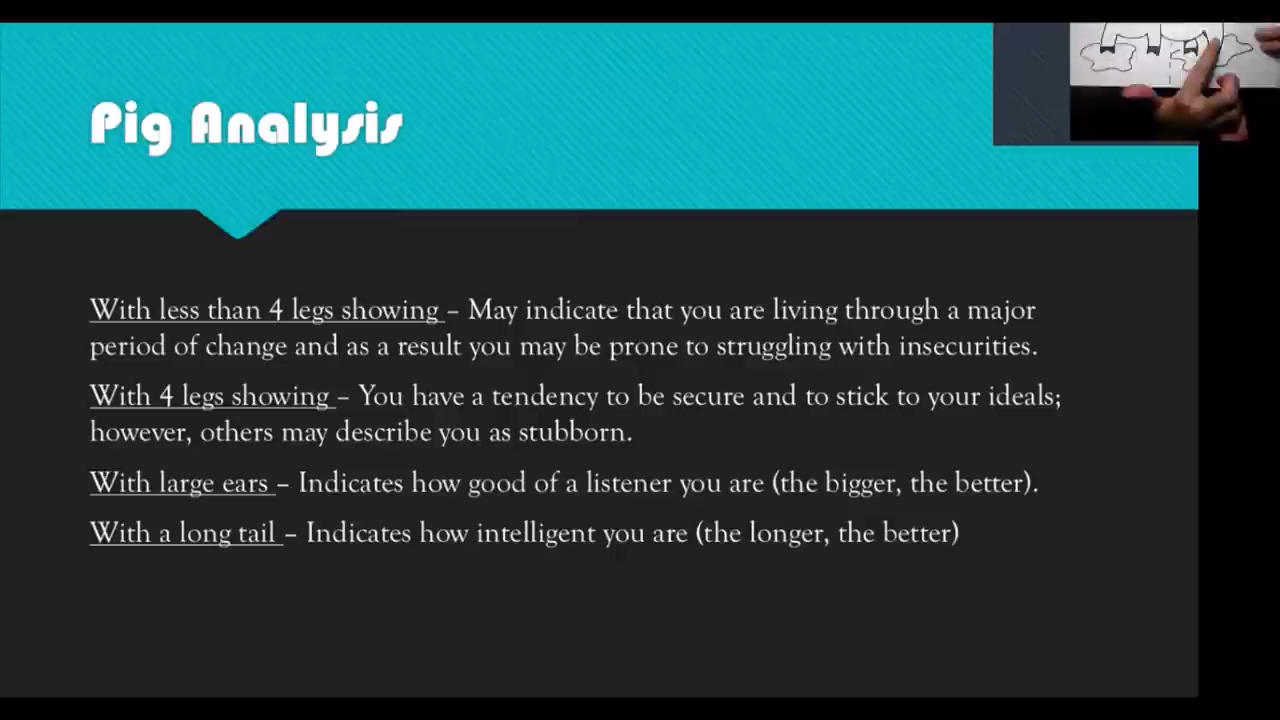 Pig Analysis
With less than 4 legs showing – May indicate that you are living through a major
period of change and as a result you may be prone to struggling with insecurities.
With 4 legs showing – You have a tendency to be secure and to stick to your ideals;
however, others may describe you as stubborn.
With large ears – Indicates how good of a listener you are (the bigger, the better).
With a long tail – Indicates how intelligent you are (the longer, the better)